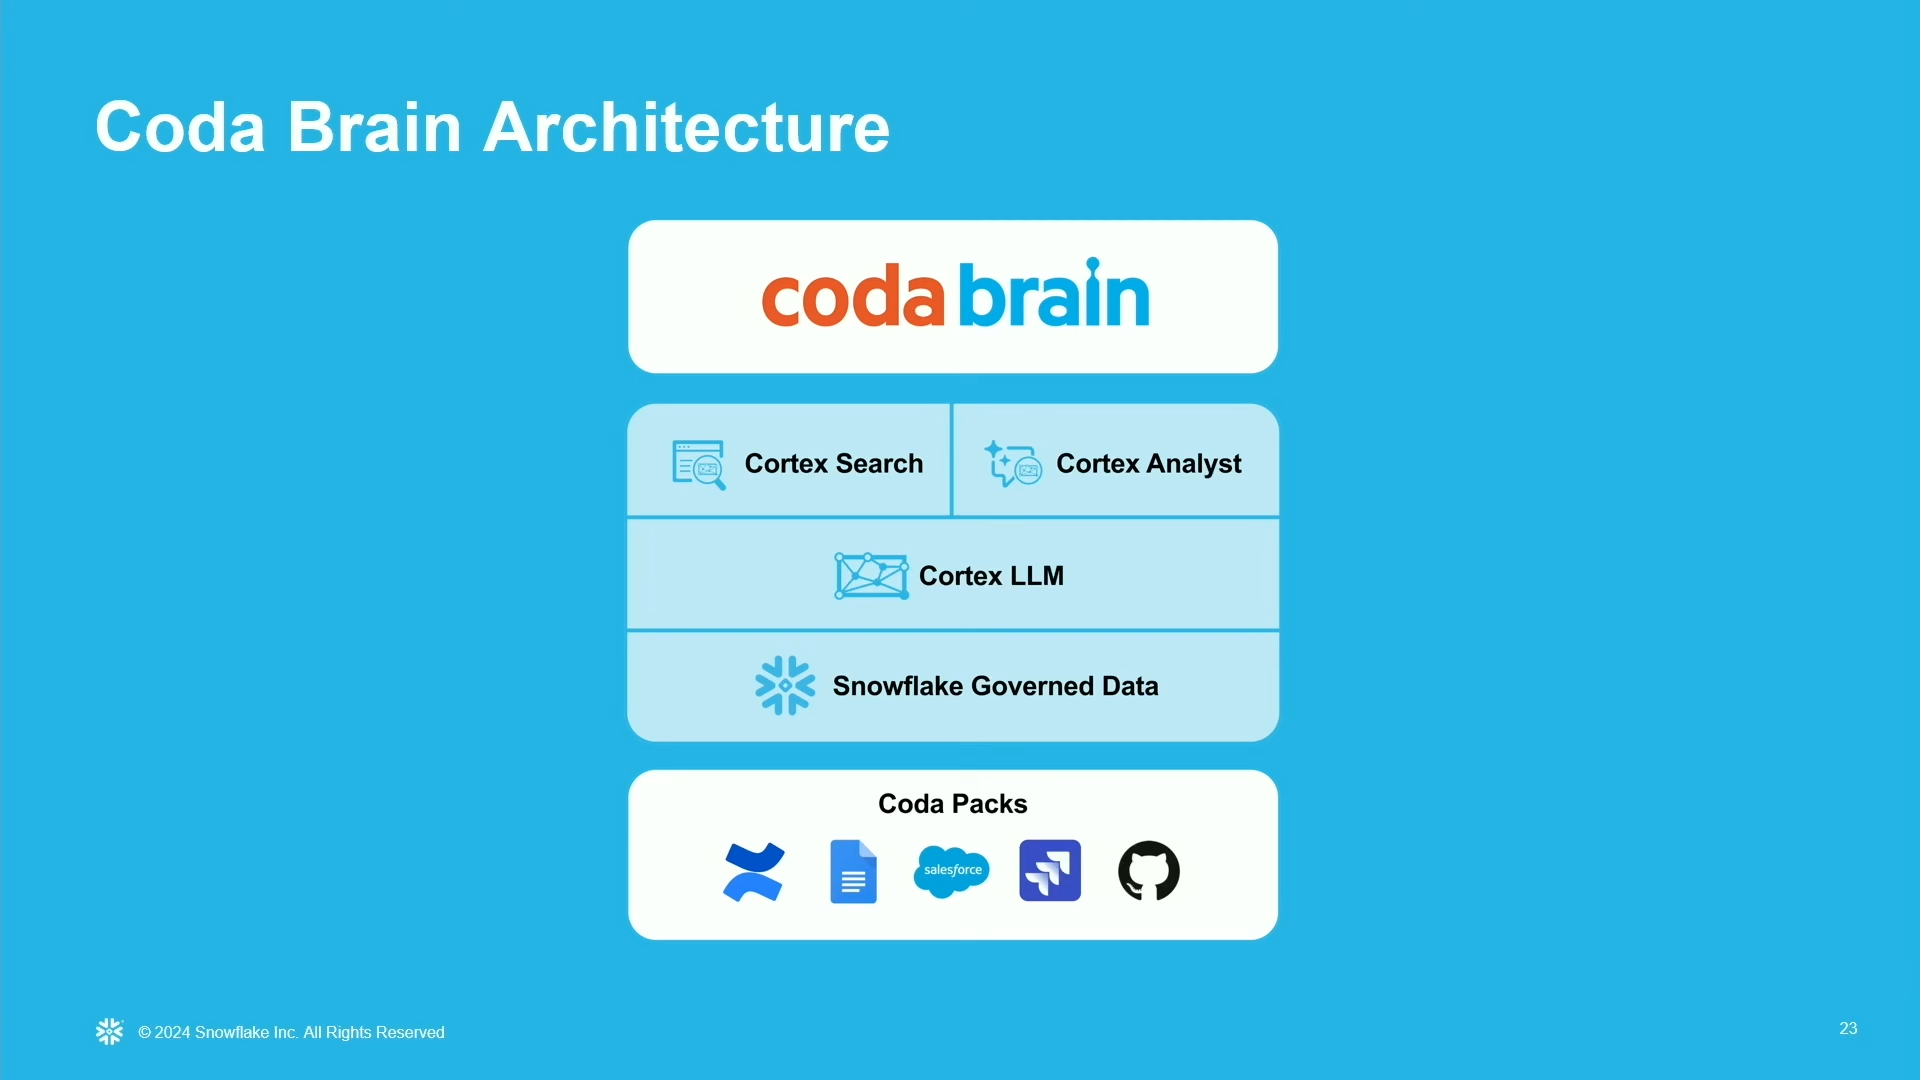 Coda Brain Architecture
coda brain
Cortex Search
Cortex Analyst
Cortex LLM
Snowflake Governed Data
Coda Packs
salesforce
© 2024 Snowflake Inc. All Rights Reserved
23